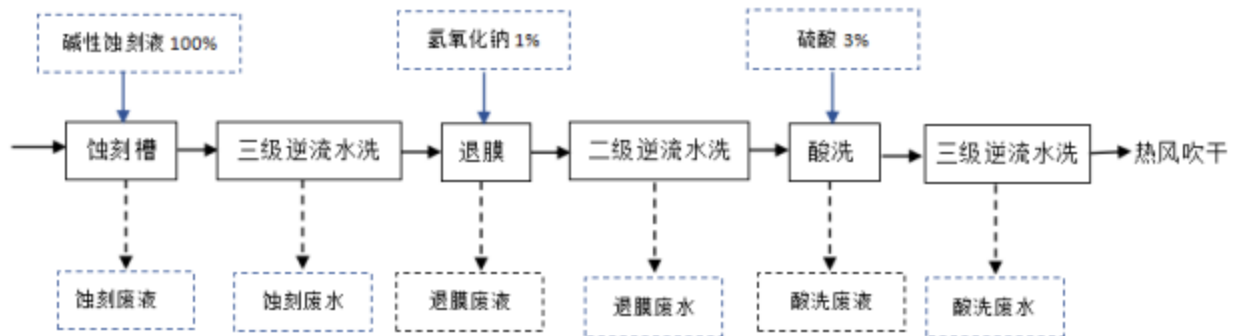 碱性蚀刻液 100%
氢氧化钠 1%
硫酸 3%
蚀刻槽
三级逆流水洗
退膜
二级逆流水洗
酸洗
三级逆流水洗
热风吹干
蚀刻废液
蚀刻废水
退膜废液
退膜废水
酸洗废液
酸洗废水